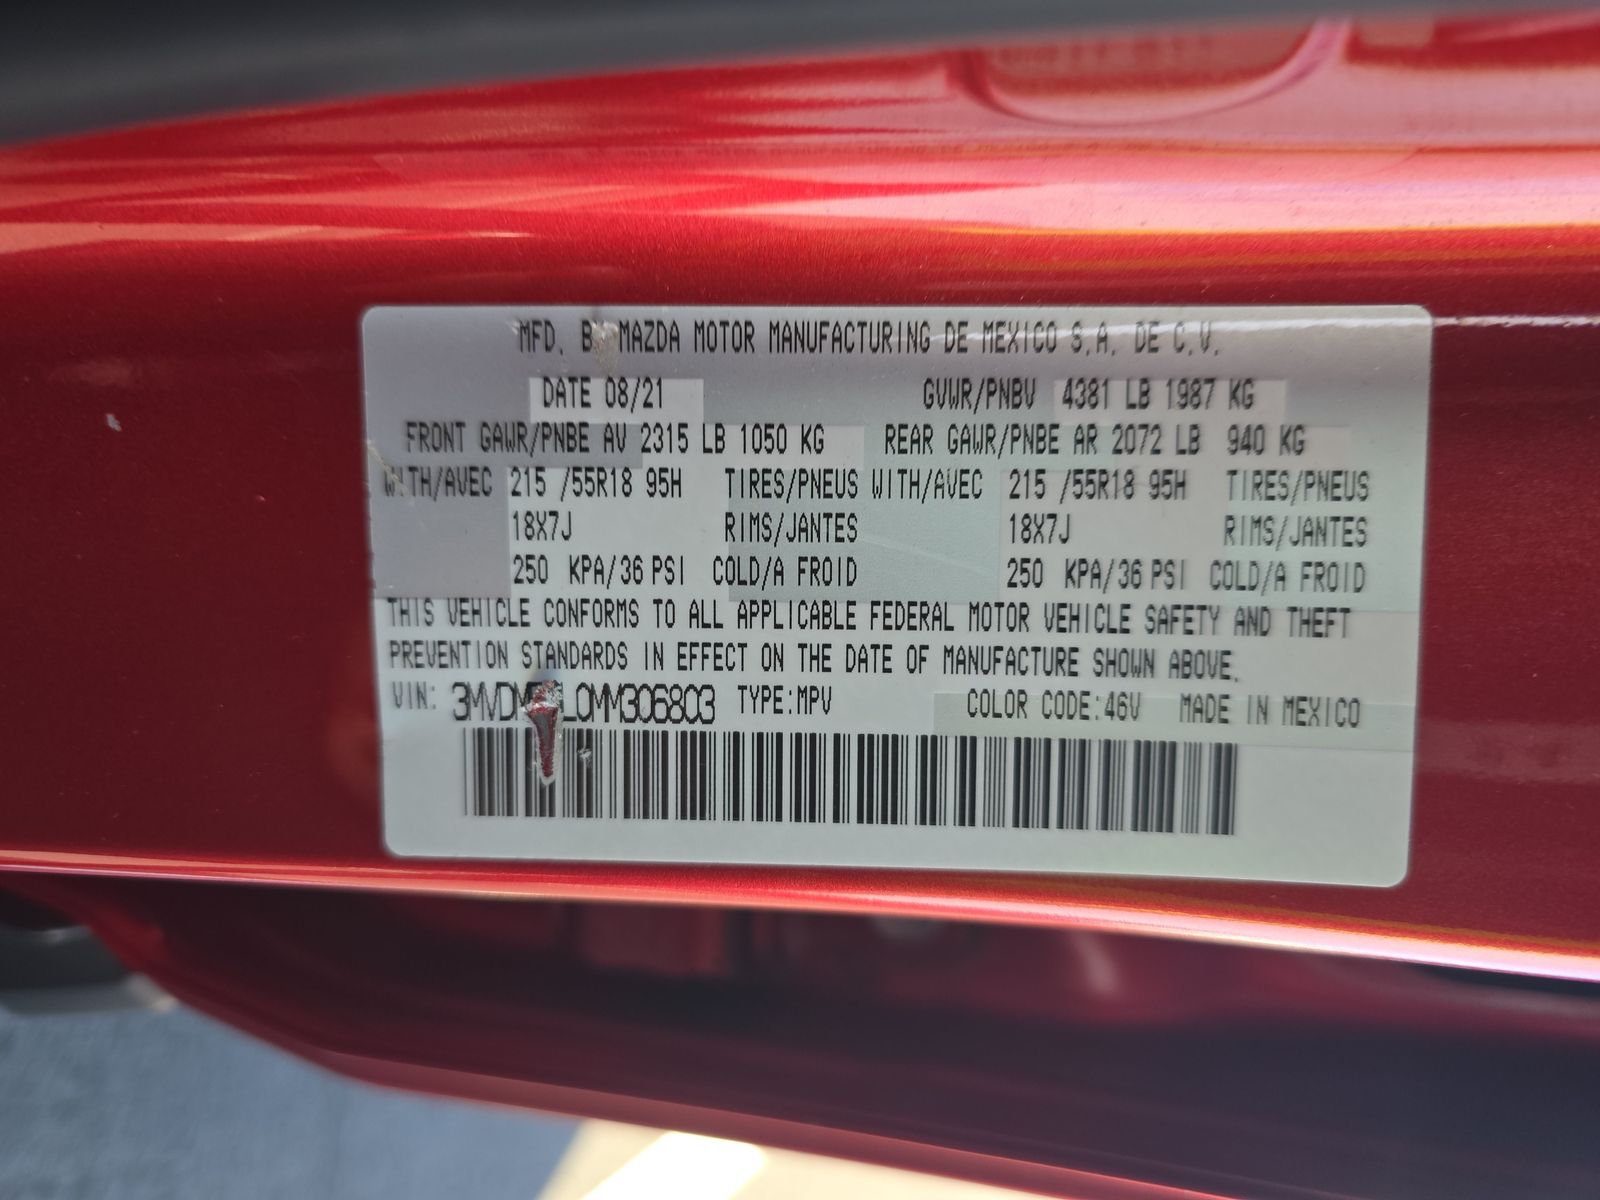 MFD. BY MAZDA MOTOR MANUFACTURING DE MEXICO S.A. DE C.V.
DATE 08/21 GVWR/PNBV 4381 LB 1987 KG
FRONT GAWR/PNBE AV 2315 LB 1050 KG REAR GAWR/PNBE AR 2072 LB 940 KG
WITH/AVEC 215 /55R18 95H TIRES/PNEUS WITH/AVEC 215 /55R18 95H TIRES/PNEUS
18X7J RIMS/JANTES 18X7J RIMS/JANTES
250 KPA/36 PSI COLD/A FROID 250 KPA/36 PSI COLD/A FROID
THIS VEHICLE CONFORMS TO ALL APPLICABLE FEDERAL MOTOR VEHICLE SAFETY AND THEFT
PREVENTION STANDARDS IN EFFECT ON THE DATE OF MANUFACTURE SHOWN ABOVE.
VIN: TYPE:MPV COLOR CODE:46V MADE IN MEXICO